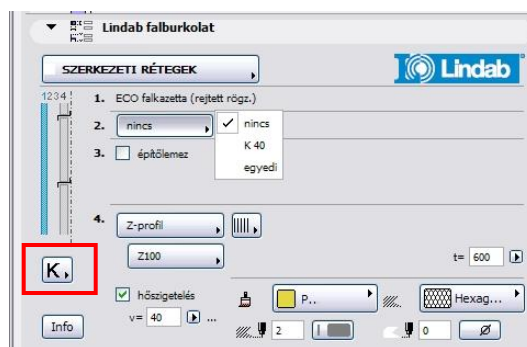 Lindab falburkolat
SZERKEZETI RÉTEGEK
Lindab
1234
1. ECO falkazetta (rejtett rögz.)
2. nincs
nincs
K 40
egyedi
3. építőlemez
4. Z-profil
Z100
t= 600
K
hőszigetelés
v= 40 ...
P..
Hexag...
Info
2
0